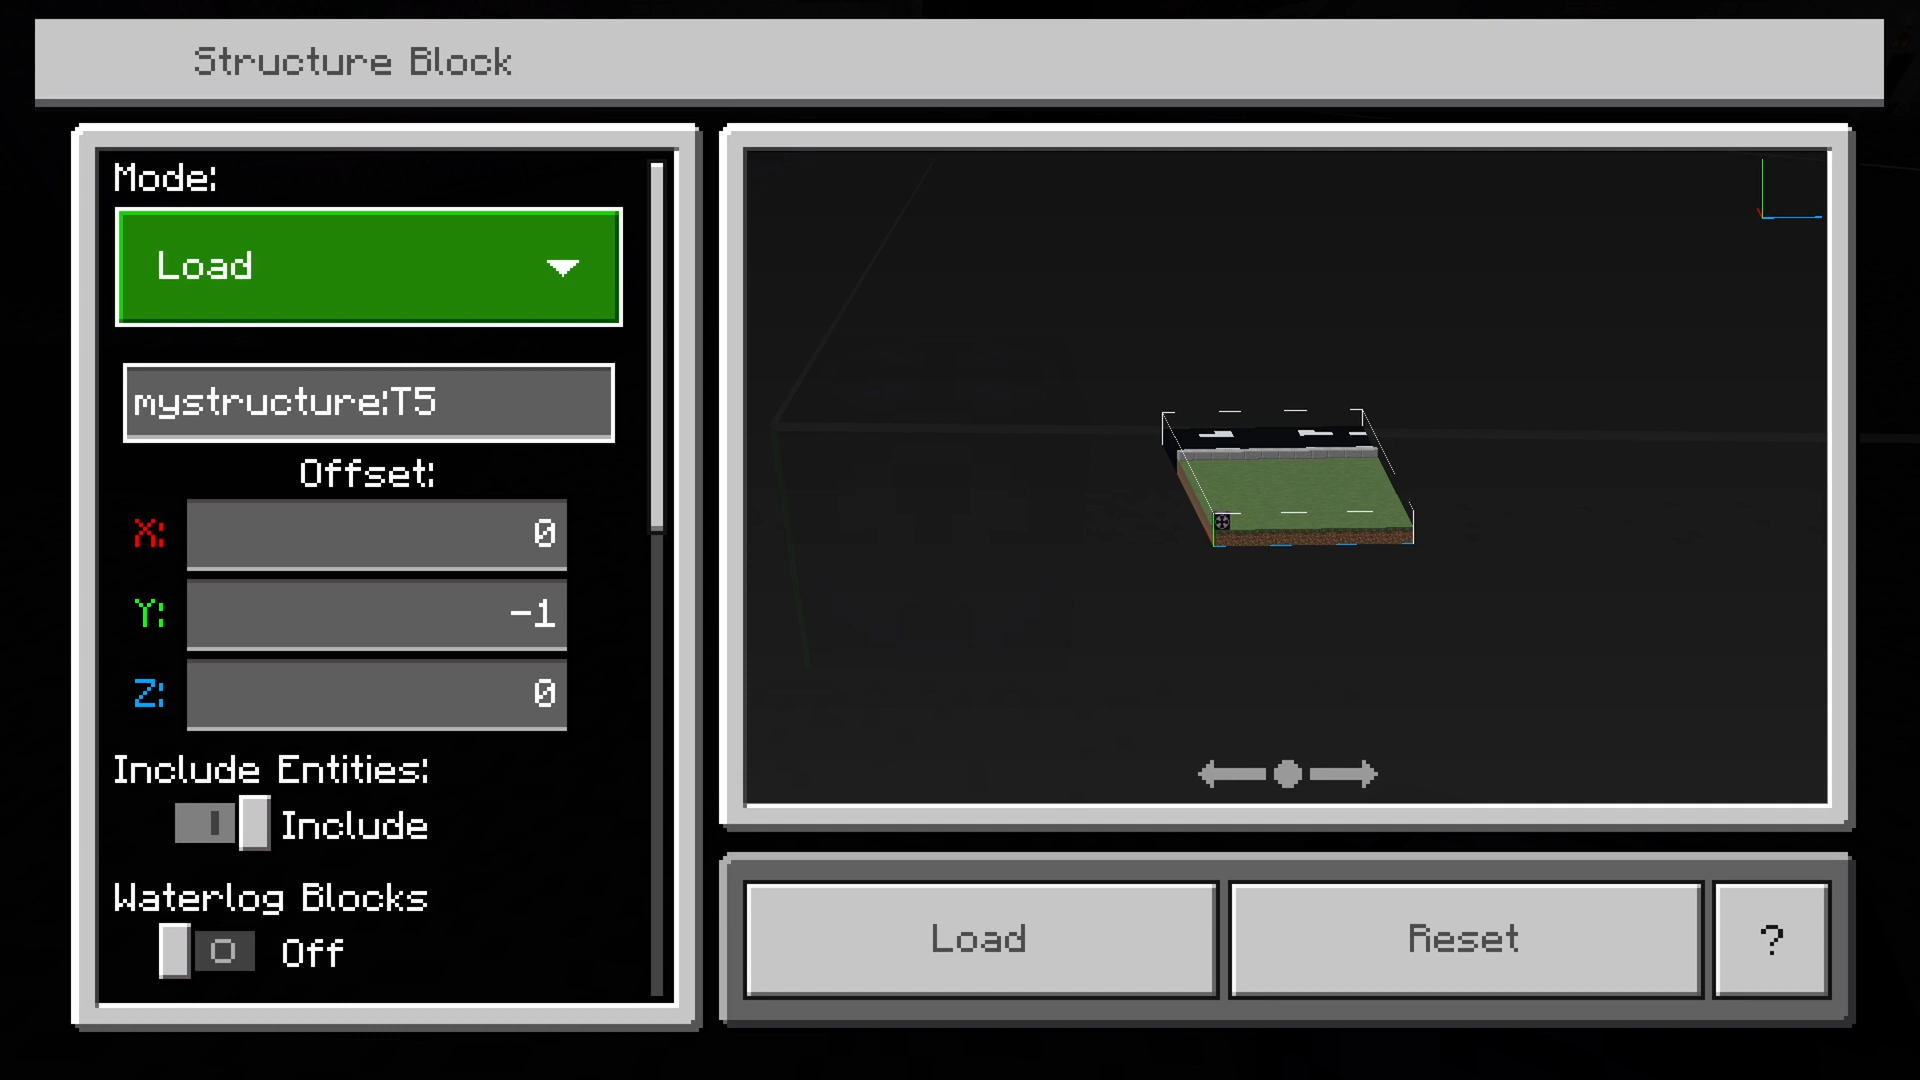 Structure Block
Mode:
Load
mystructure:T5
Offset:
X: 0
Y: -1
Z: 0
Include Entities:
Include
Waterlog Blocks
Off
Load
Reset
?